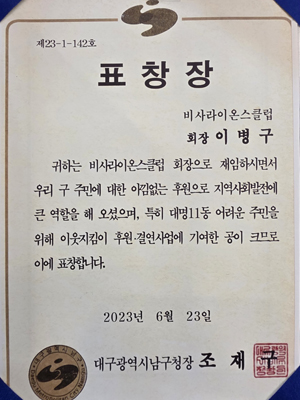 제23-1-142호
표창장
비사라이온스클럽
회장 이병구
귀하는 비사라이온스클럽 회장으로 재임하시면서
우리 구 주민에 대한 아낌없는 후원으로 지역사회발전에
큰 역할을 해 오셨으며, 특히 대명11동 어려운 주민을
위해 이웃지킴이 후원·결연사업에 기여한 공이 크므로
이에 표창합니다.
2023년 6월 23일
대구광역시남구청장 조재구